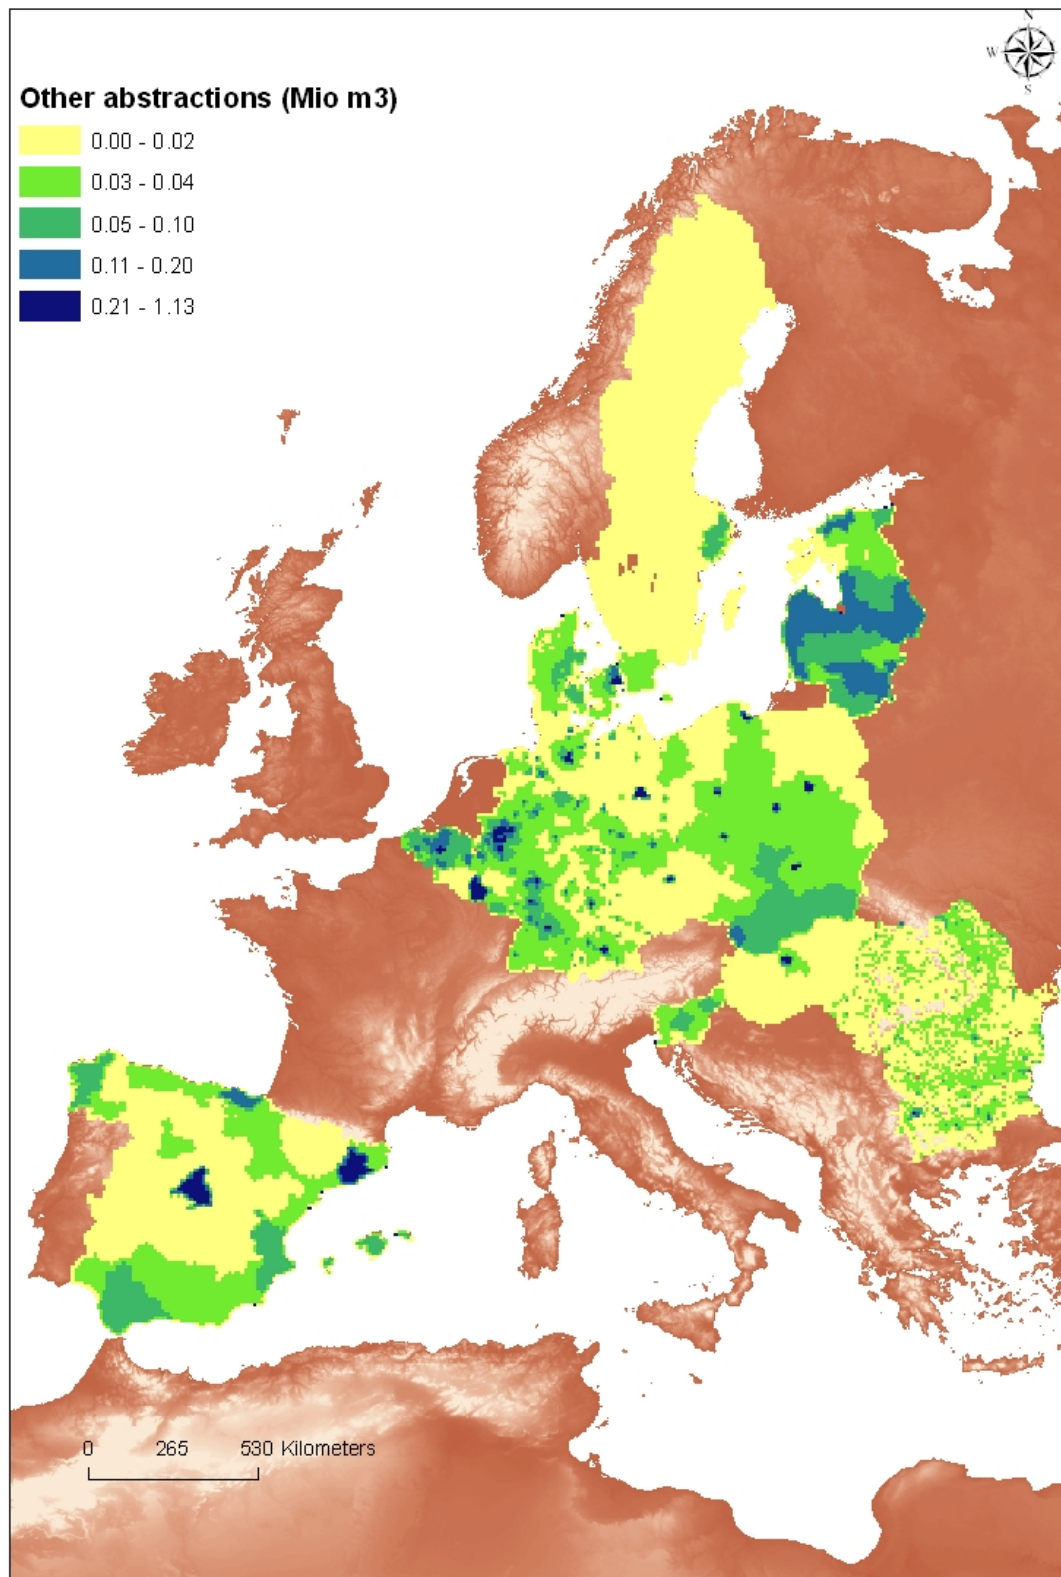 N
W
S
Other abstractions (Mio m3)
0.00 - 0.02
0.03 - 0.04
0.05 - 0.10
0.11 - 0.20
0.21 - 1.13
0 265 530 Kilometers